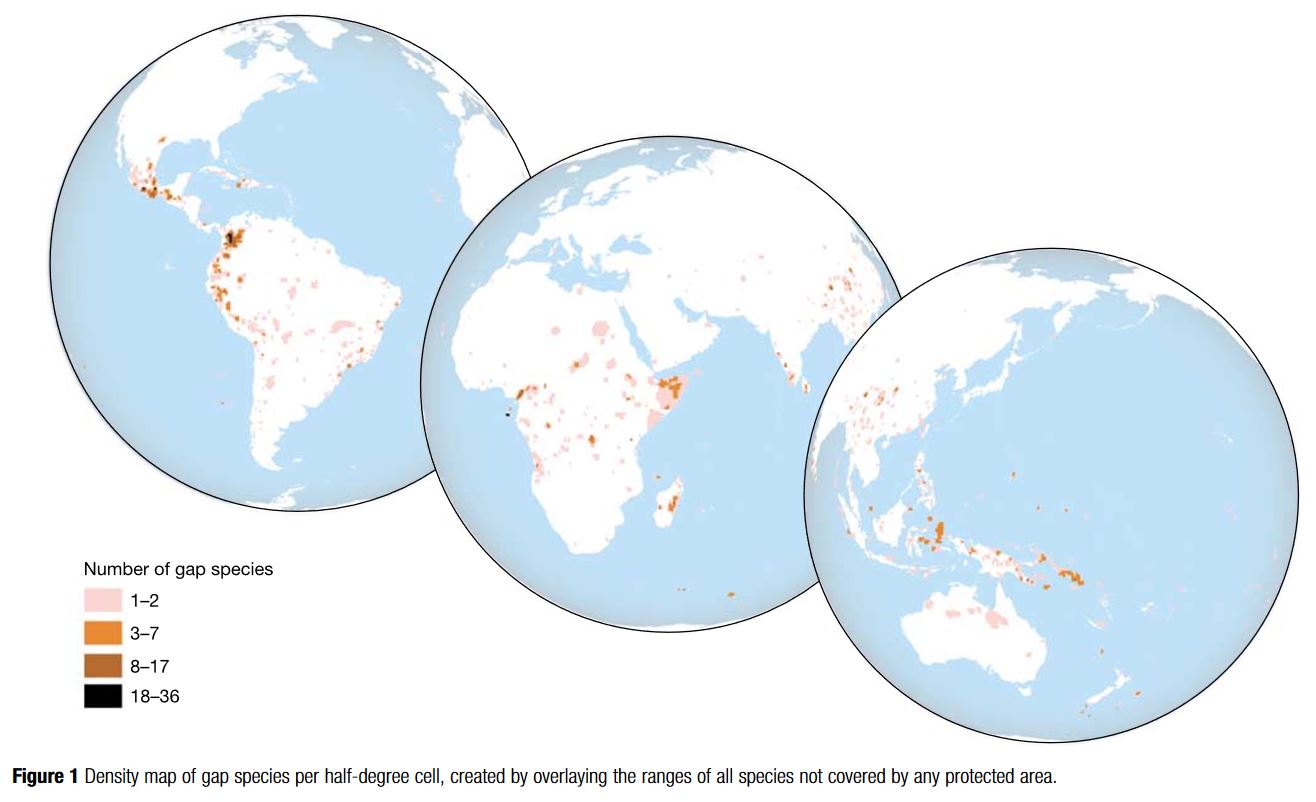 Number of gap species
1–2
3–7
8–17
18–36
Figure 1 Density map of gap species per half-degree cell, created by overlaying the ranges of all species not covered by any protected area.